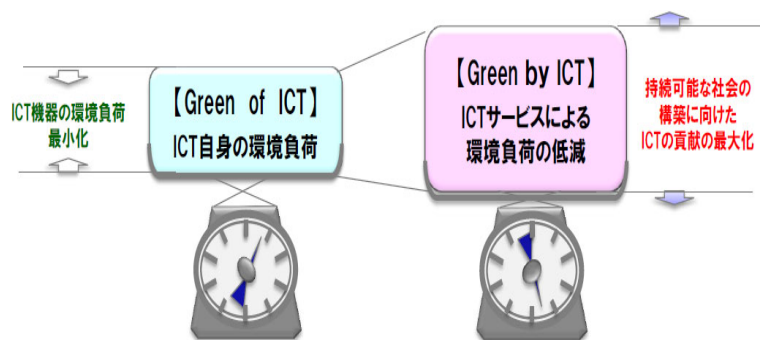 ICT機器の環境負荷
最小化
【Green of ICT】
ICT自身の環境負荷
【Green by ICT】
ICTサービスによる
環境負荷の低減
持続可能な社会の
構築に向けた
ICTの貢献の最大化